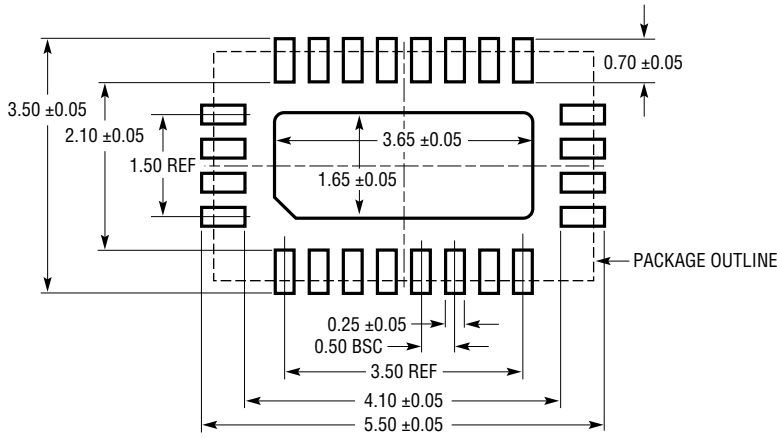 0.70 ±0.05
3.50 ±0.05
2.10 ±0.05
3.65 ±0.05
1.50 REF
1.65 ±0.05
PACKAGE OUTLINE
0.25 ±0.05
0.50 BSC
3.50 REF
4.10 ±0.05
5.50 ±0.05